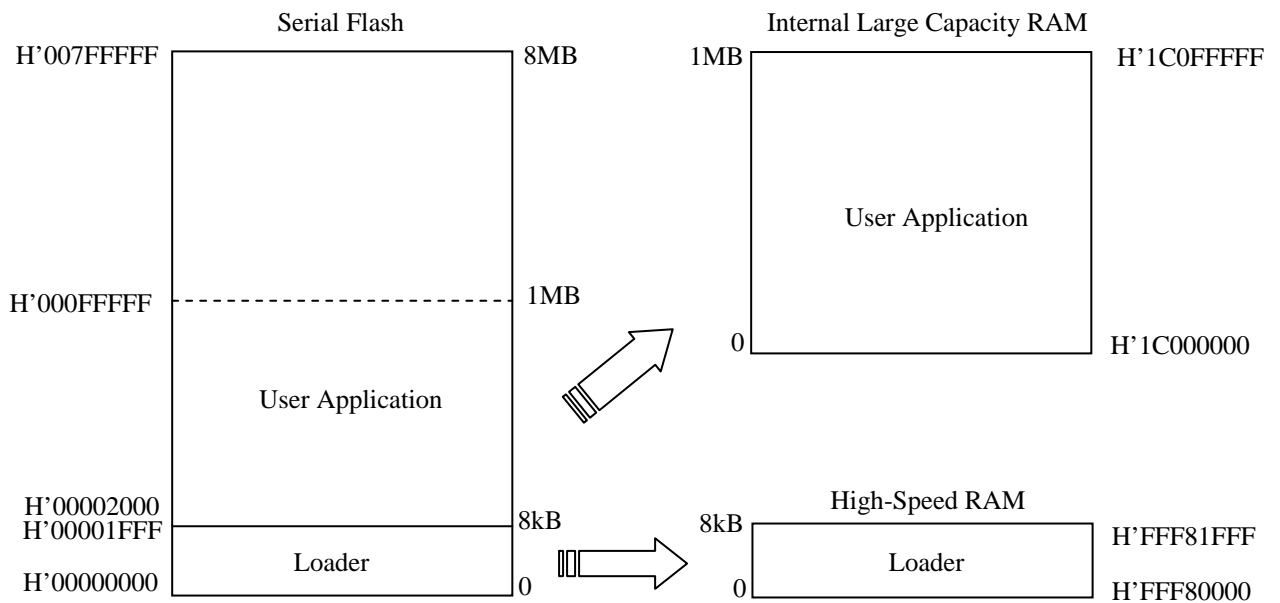 Serial Flash
H’007FFFFF
8MB
H’000FFFFF
1MB
User Application
H’00002000
H’00001FFF
8kB
Loader
H’00000000
0
Internal Large Capacity RAM
1MB
H’1C0FFFFF
User Application
0
H’1C000000
High-Speed RAM
8kB
H’FFF81FFF
Loader
0
H’FFF80000